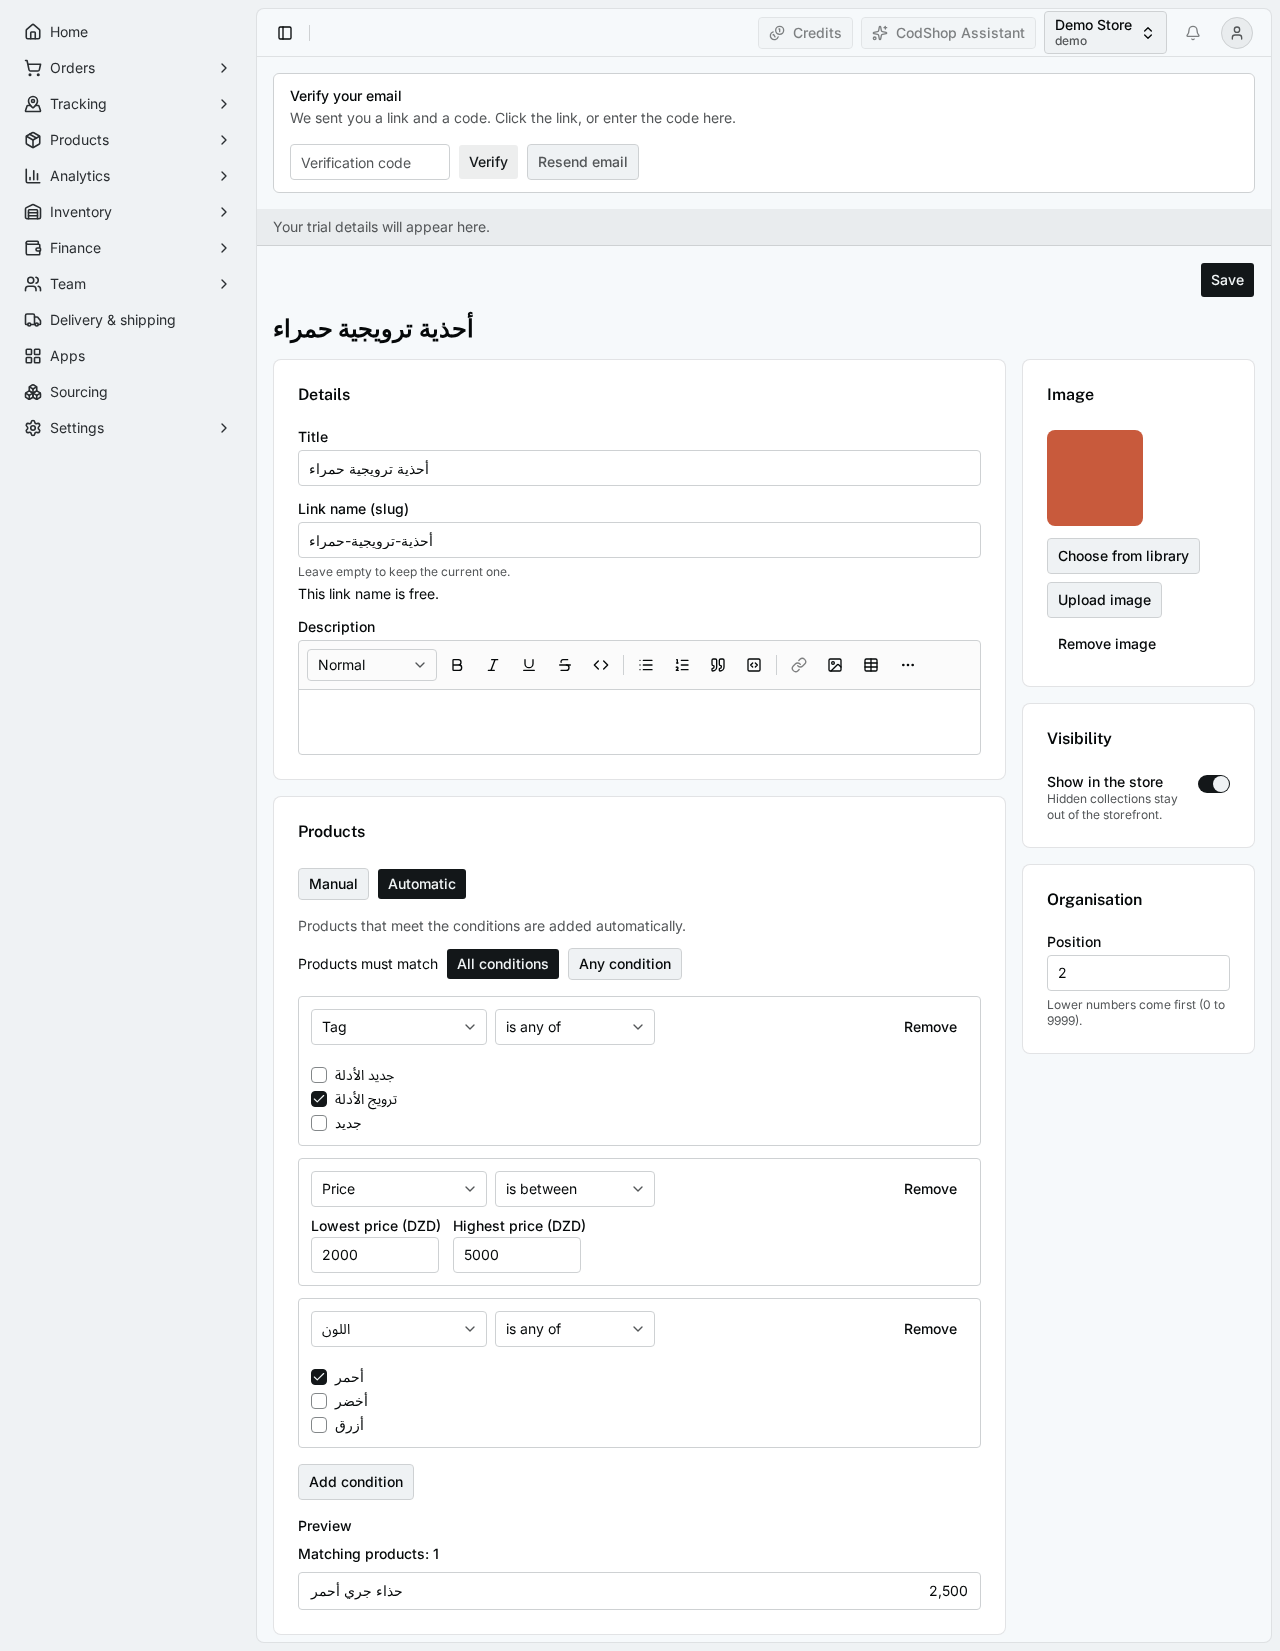 Home
Orders
Tracking
Products
Analytics
Inventory
Finance
Team
Delivery & shipping
Apps
Sourcing
Settings
Credits
CodShop Assistant
Demo Store
demo
Verify your email
We sent you a link and a code. Click the link, or enter the code here.
Verification code
Verify
Resend email
Your trial details will appear here.
Save
أحذية ترويجية حمراء
Details
Title
أحذية ترويجية حمراء
Link name (slug)
أحذية-ترويجية-حمراء
Leave empty to keep the current one.
This link name is free.
Description
Normal
Products
Manual
Automatic
Products that meet the conditions are added automatically.
Products must match
All conditions
Any condition
Tag
is any of
Remove
جديد الأدلة
ترويج الأدلة
جديد
Price
is between
Remove
Lowest price (DZD)
Highest price (DZD)
2000
5000
اللون
is any of
Remove
أحمر
أخضر
أزرق
Add condition
Preview
Matching products: 1
حذاء جري أحمر
2,500
Image
Choose from library
Upload image
Remove image
Visibility
Show in the store
Hidden collections stay
out of the storefront.
Organisation
Position
2
Lower numbers come first (0 to
9999).